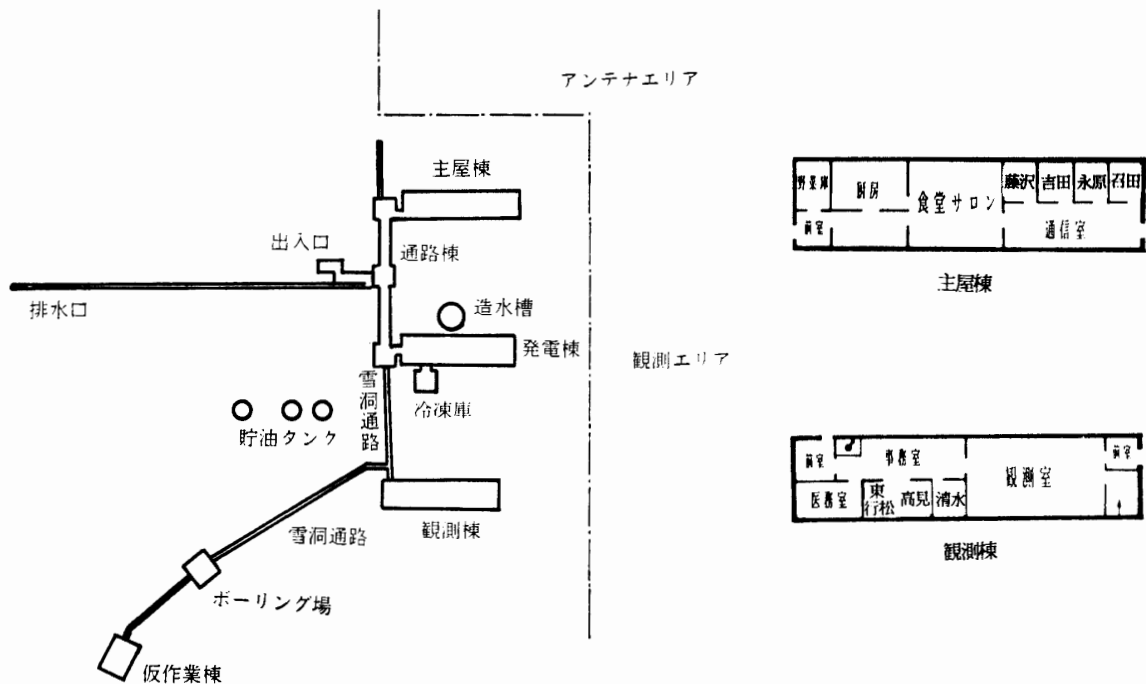 アンテナエリア
主屋棟
出入口
通路棟
排水口
造水槽
発電棟
観測エリア
雪洞通路
冷凍庫
貯油タンク
観測棟
雪洞通路
ボーリング場
仮作業棟
野菜庫
前室
厨房
食堂サロン
藤沢
吉田
永原
召田
通信室
主屋棟
前室
事務室
医務室
東
行松
高見
清水
観測室
前室
観測棟